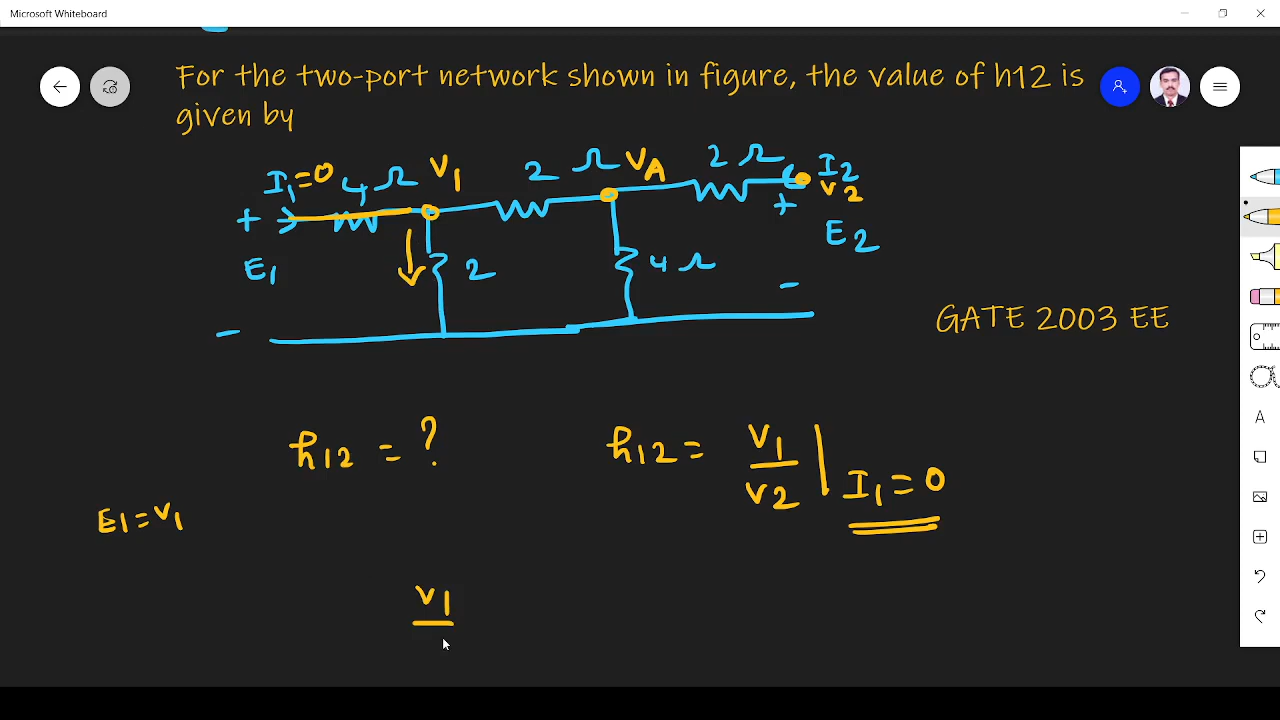 Microsoft Whiteboard
For the two-port network shown in figure, the value of h12 is
given by
I1=0 4 Ω V1 2 Ω VA 2 Ω I2
V2
+ +
E1 2 4 Ω E2
- -
GATE 2003 EE
h12 = ? h12 = V1/V2 | I1 = 0
E1 = V1
V1
A